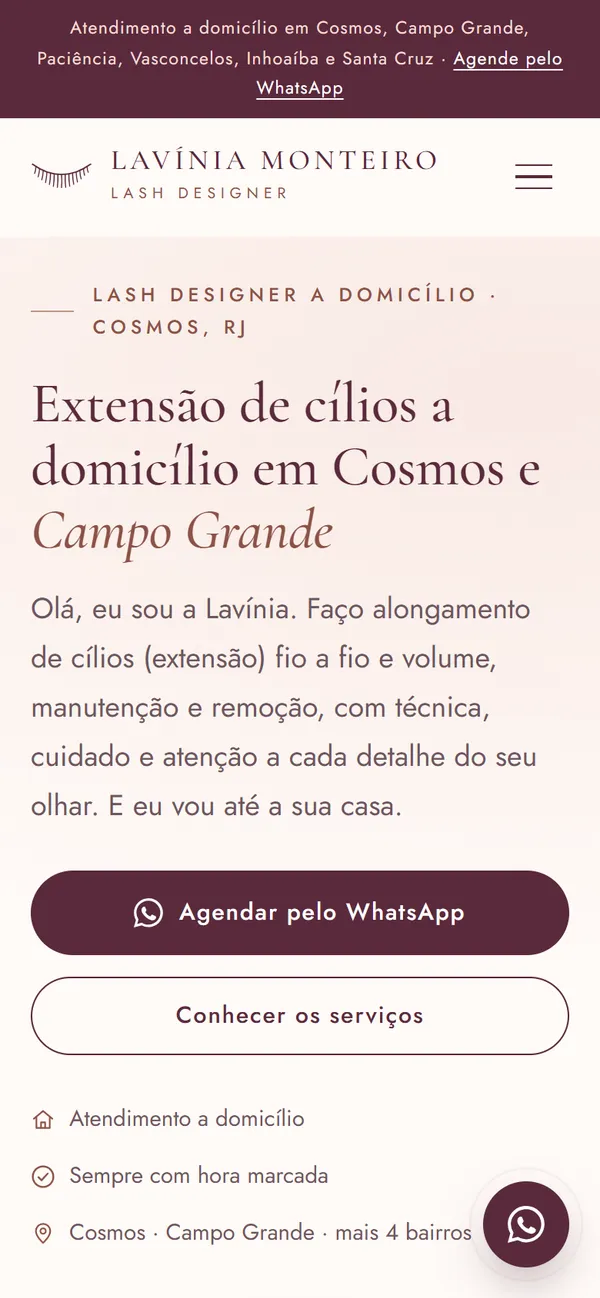 Atendimento a domicílio em Cosmos, Campo Grande,
Paciência, Vasconcelos, Inhoaíba e Santa Cruz · Agende pelo
WhatsApp
LAVÍNIA MONTEIRO
LASH DESIGNER
LASH DESIGNER A DOMICÍLIO ·
COSMOS, RJ
Extensão de cílios a
domicílio em Cosmos e
Campo Grande
Olá, eu sou a Lavínia. Faço alongamento
de cílios (extensão) fio a fio e volume,
manutenção e remoção, com técnica,
cuidado e atenção a cada detalhe do seu
olhar. E eu vou até a sua casa.
Agendar pelo WhatsApp
Conhecer os serviços
Atendimento a domicílio
Sempre com hora marcada
Cosmos · Campo Grande · mais 4 bairros